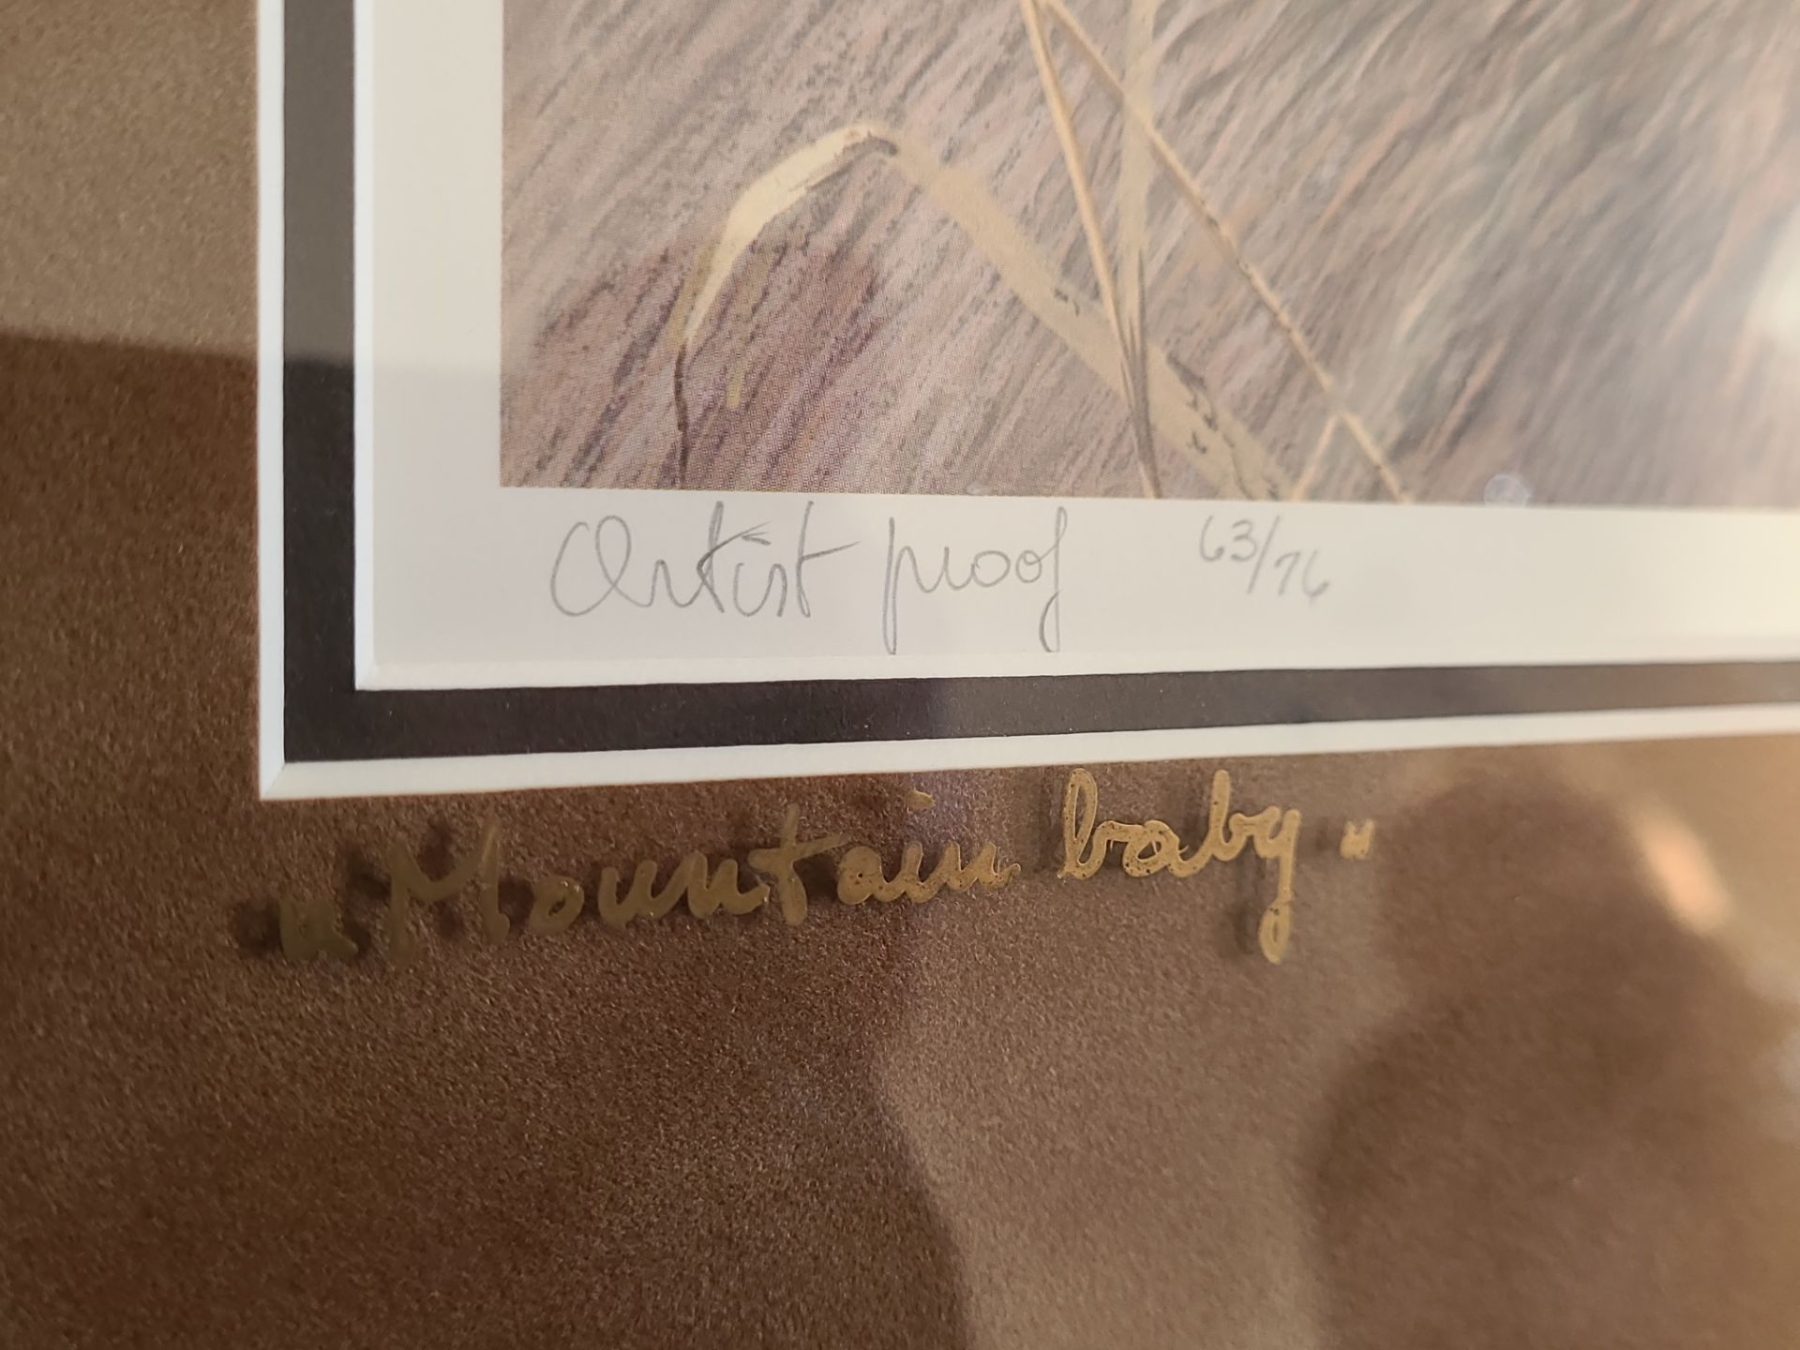 Artist proof 63/76
"Mountain baby"